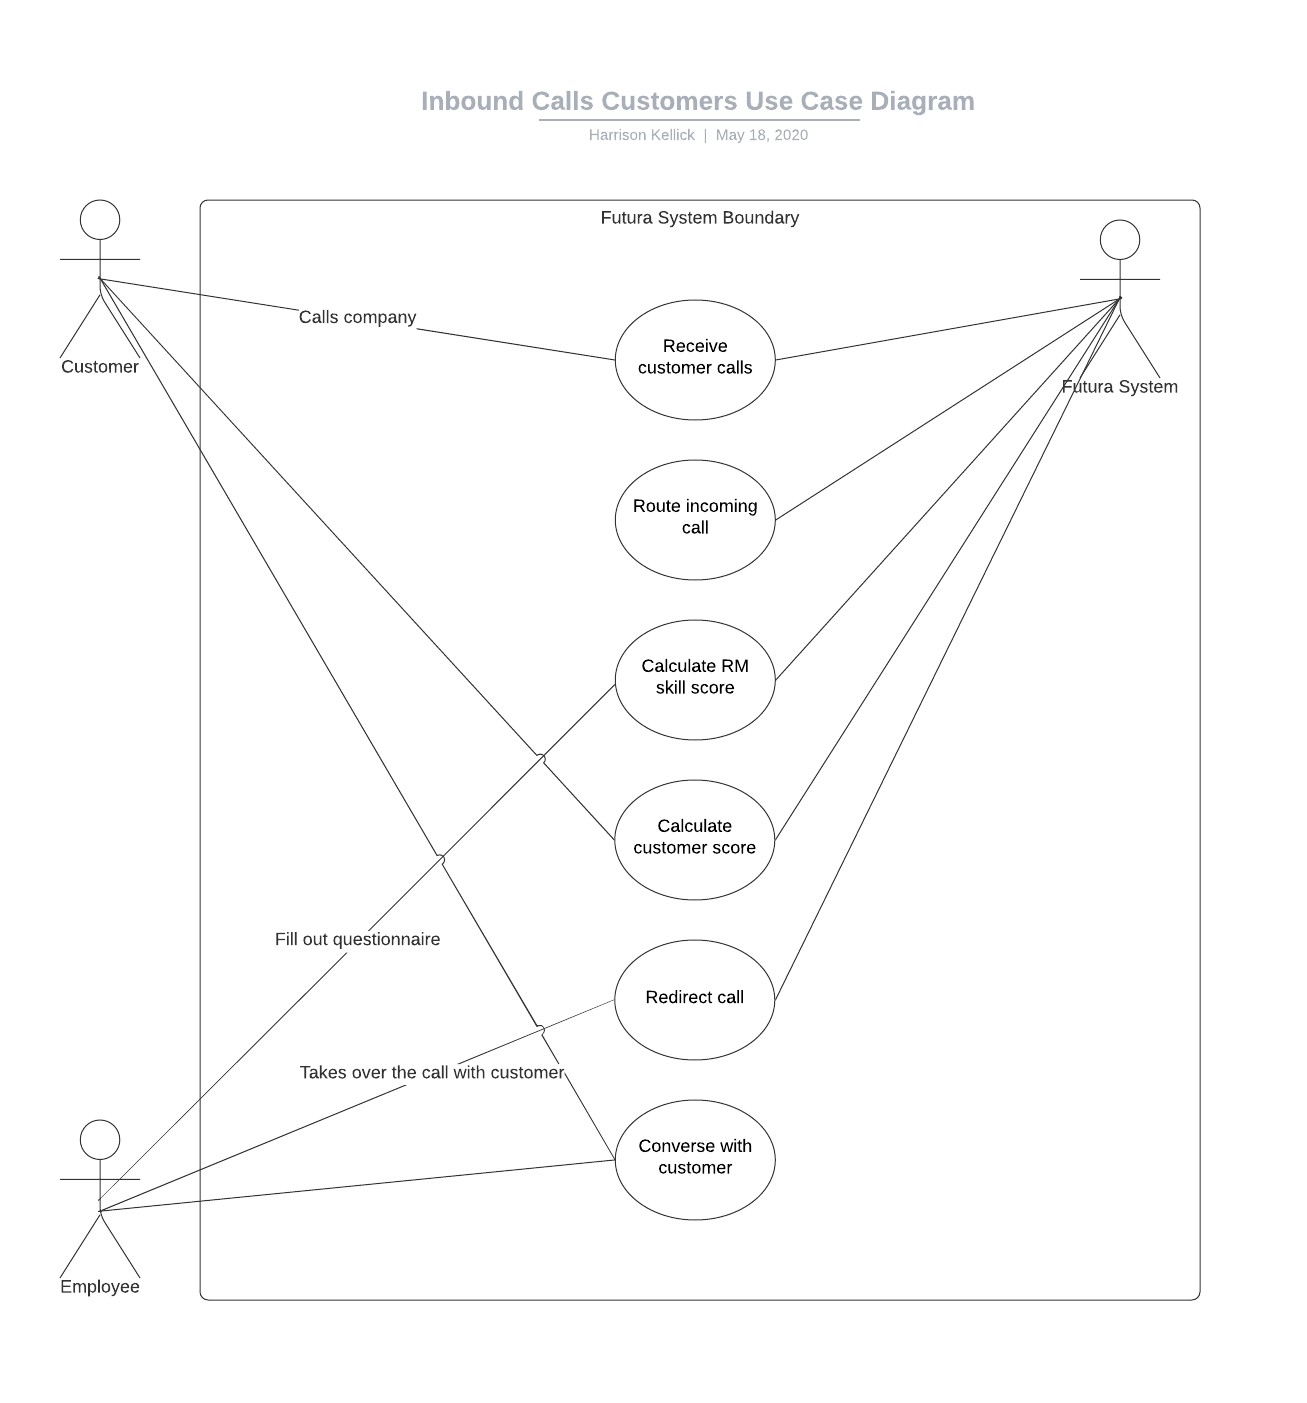 Inbound Calls Customers Use Case Diagram
Harrison Kellick | May 18, 2020
Futura System Boundary
Calls company
Receive
customer calls
Customer
Futura System
Route incoming
call
Calculate RM
skill score
Calculate
customer score
Fill out questionnaire
Redirect call
Takes over the call with customer
Converse with
customer
Employee